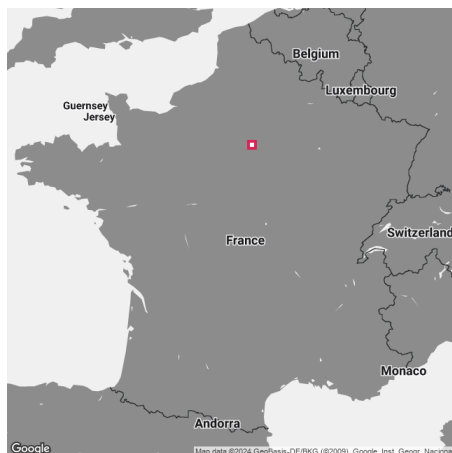 Belgium
Luxembourg
Guernsey
Jersey
Switzerland
France
Monaco
Andorra
Google
Map data ©2024 GeoBasis-DE/BKG (©2009), Google, Inst. Geogr. Naciona